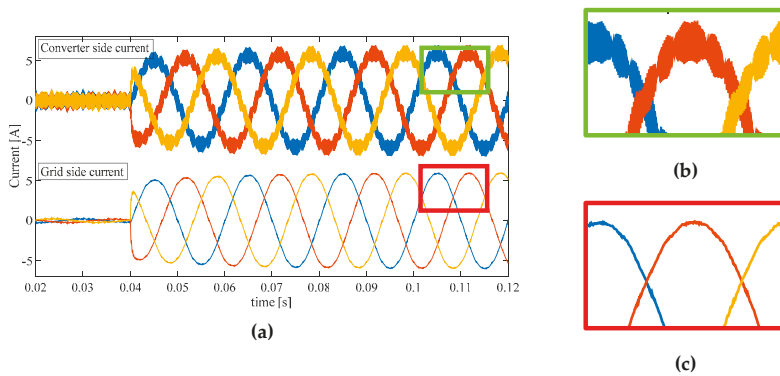 Converter side current
5
0
-5
Grid side current
5
0
-5
Current [A]
0.02 0.03 0.04 0.05 0.06 0.07 0.08 0.09 0.1 0.11 0.12
time [s]
(a)
(b)
(c)